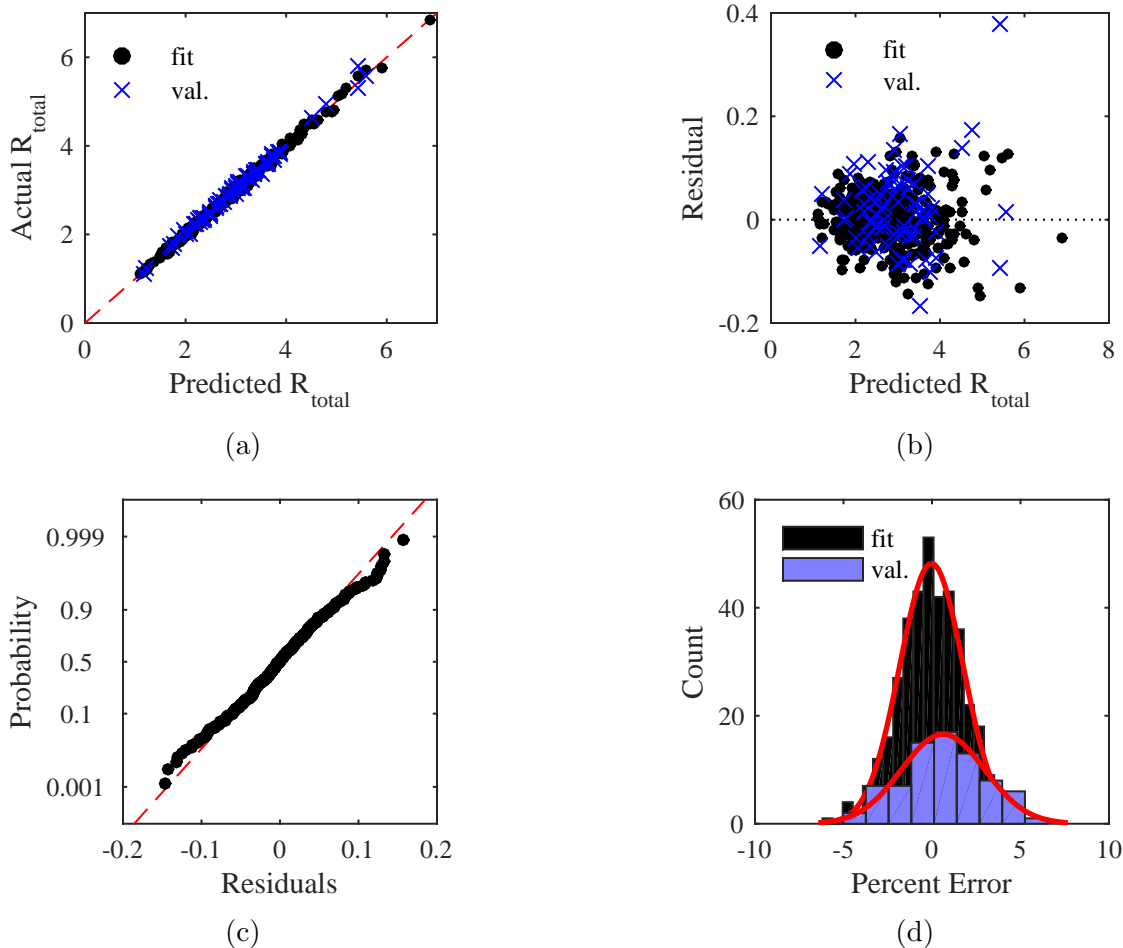 6
4
2
0
0
2
4
6
Actual R_total
Predicted R_total
fit
val.
(a)
0.4
0.2
0
-0.2
0
2
4
6
8
Residual
Predicted R_total
fit
val.
(b)
0.999
0.9
0.5
0.1
0.001
-0.2
-0.1
0
0.1
0.2
Probability
Residuals
(c)
60
40
20
0
-10
-5
0
5
10
Count
Percent Error
fit
val.
(d)